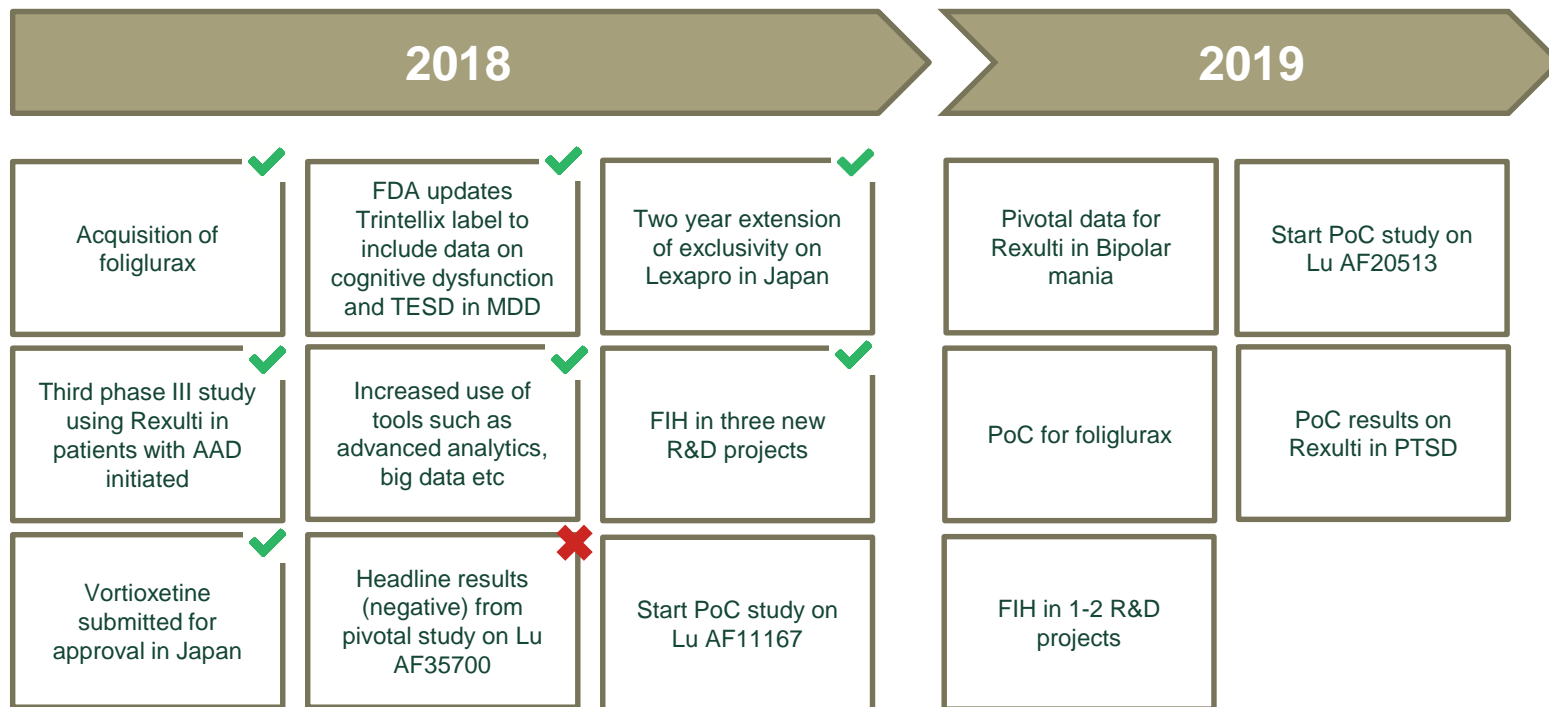 2018
2019
Acquisition of
foliglurax
FDA updates
Trintellix label to
include data on
cognitive dysfunction
and TESD in MDD
Two year extension
of exclusivity on
Lexapro in Japan
Pivotal data for
Rexulti in Bipolar
mania
Start PoC study on
Lu AF20513
Third phase III study
using Rexulti in
patients with AAD
initiated
Increased use of
tools such as
advanced analytics,
big data etc
FIH in three new
R&D projects
PoC for foliglurax
PoC results on
Rexulti in PTSD
Vortioxetine
submitted for
approval in Japan
Headline results
(negative) from
pivotal study on Lu
AF35700
Start PoC study on
Lu AF11167
FIH in 1-2 R&D
projects